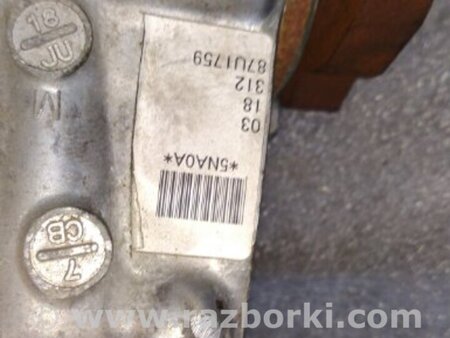 *5NA0A*
03
18
312
87U1759
7
CB
M
18
JU
www.razborki.com